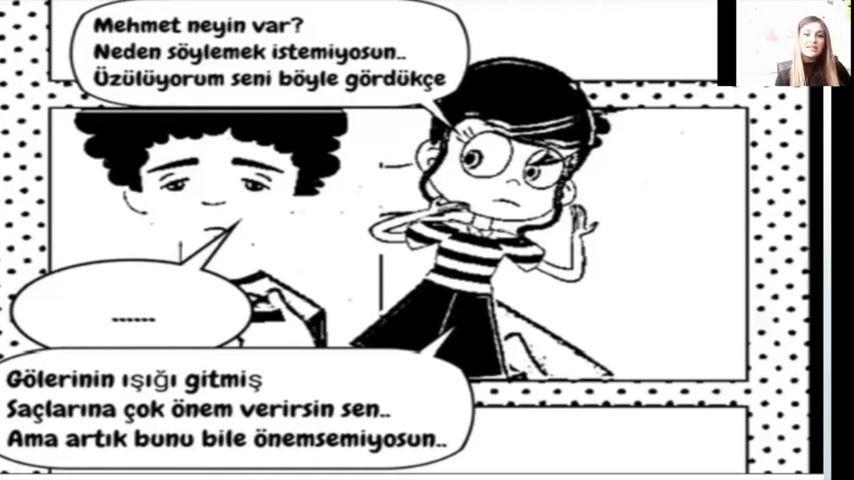 Mehmet neyin var?
Neden söylemek istemiyosun..
Üzülüyorum seni böyle gördükçe
......
Gölerinin ışığı gitmiş
Saçlarına çok önem verirsin sen..
Ama artık bunu bile önemsemiyosun..